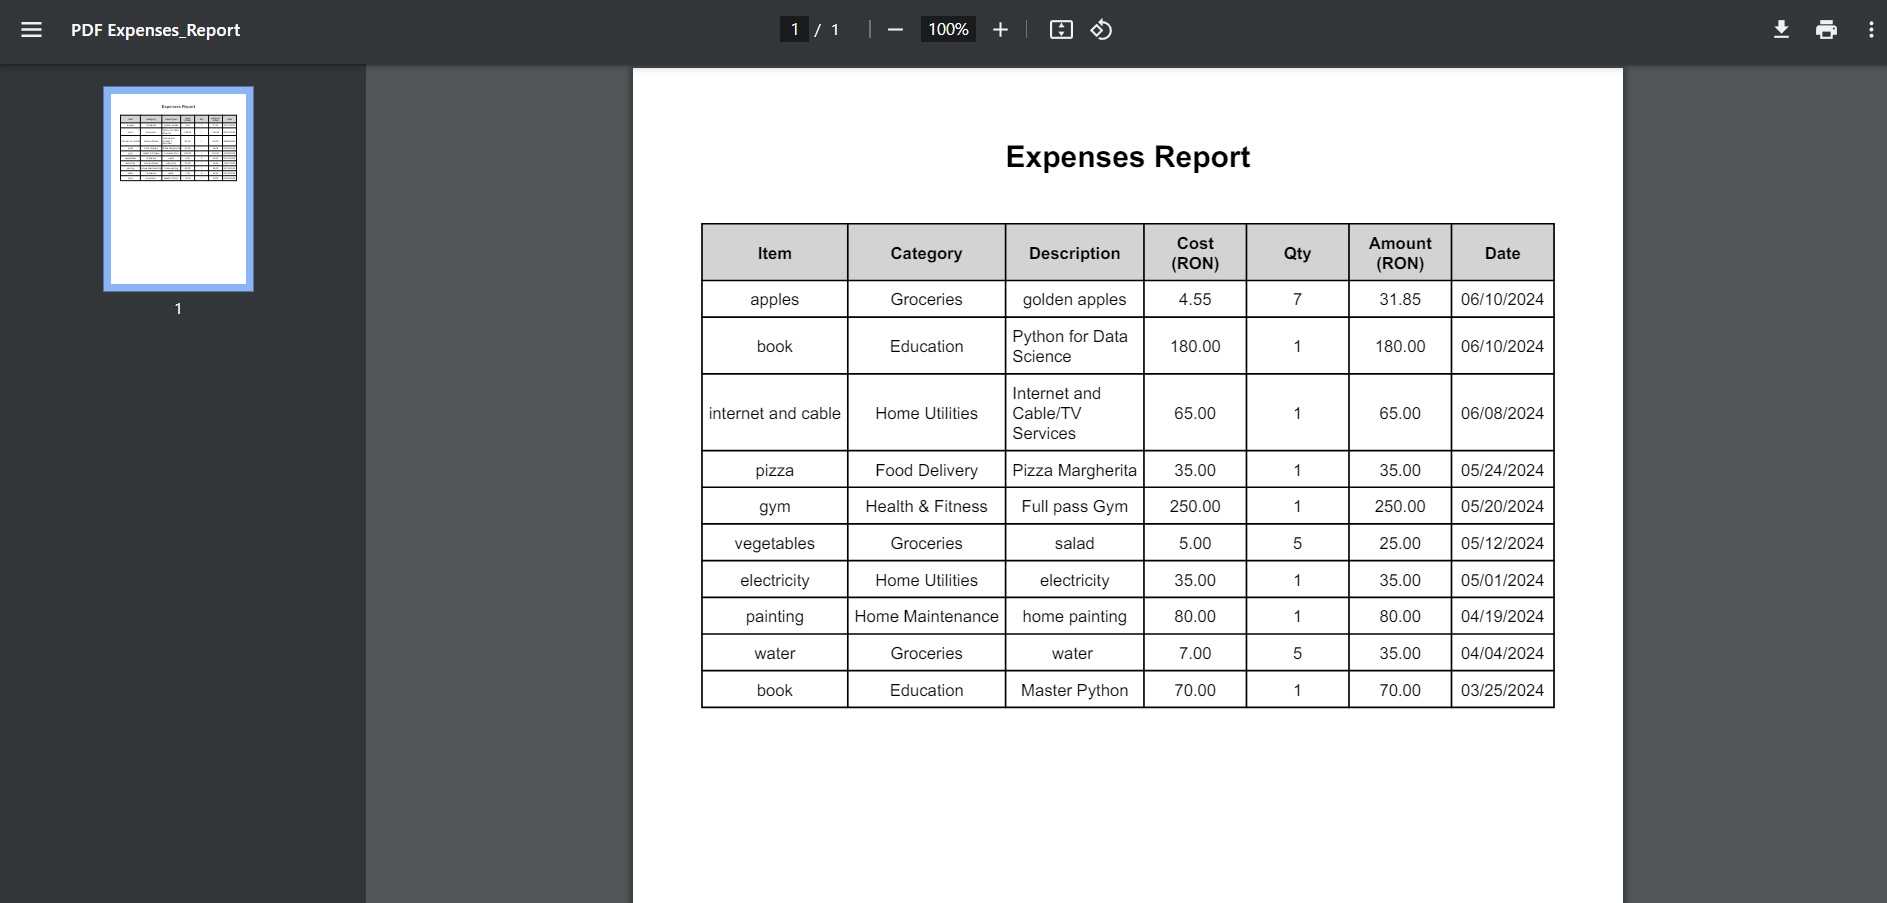 PDF Expenses_Report
1 / 1
100%
1
Expenses Report
Item Category Description Cost (RON) Qty Amount (RON) Date
apples Groceries golden apples 4.55 7 31.85 06/10/2024
book Education Python for Data Science 180.00 1 180.00 06/10/2024
internet and cable Home Utilities Internet and Cable/TV Services 65.00 1 65.00 06/08/2024
pizza Food Delivery Pizza Margherita 35.00 1 35.00 05/24/2024
gym Health & Fitness Full pass Gym 250.00 1 250.00 05/20/2024
vegetables Groceries salad 5.00 5 25.00 05/12/2024
electricity Home Utilities electricity 35.00 1 35.00 05/01/2024
painting Home Maintenance home painting 80.00 1 80.00 04/19/2024
water Groceries water 7.00 5 35.00 04/04/2024
book Education Master Python 70.00 1 70.00 03/25/2024